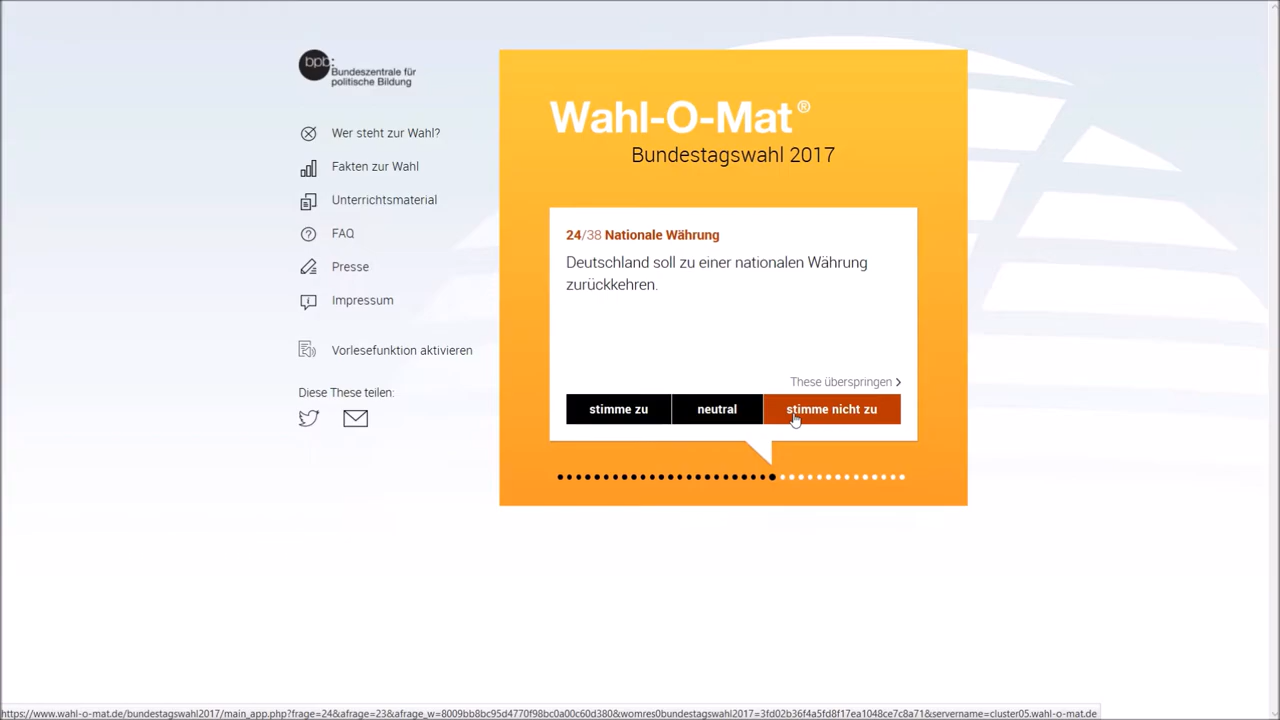 bpb:
Bundeszentrale für
politische Bildung
Wer steht zur Wahl?
Fakten zur Wahl
Unterrichtsmaterial
FAQ
Presse
Impressum
Vorlesefunktion aktivieren
Diese These teilen:
Wahl-O-Mat®
Bundestagswahl 2017
24/38 Nationale Währung
Deutschland soll zu einer nationalen Währung
zurückkehren.
These überspringen
stimme zu
neutral
stimme nicht zu
https://www.wahl-o-mat.de/bundestagswahl2017/main_app.php?frage=24&afrage=23&afrage_w=8009bb8bc95d4770f98bc0a00c60d380&womres0bundestagswahl2017=3fd02b36f4a5fd8f17ea1048ce7c8a71&servername=cluster05.wahl-o-mat.de